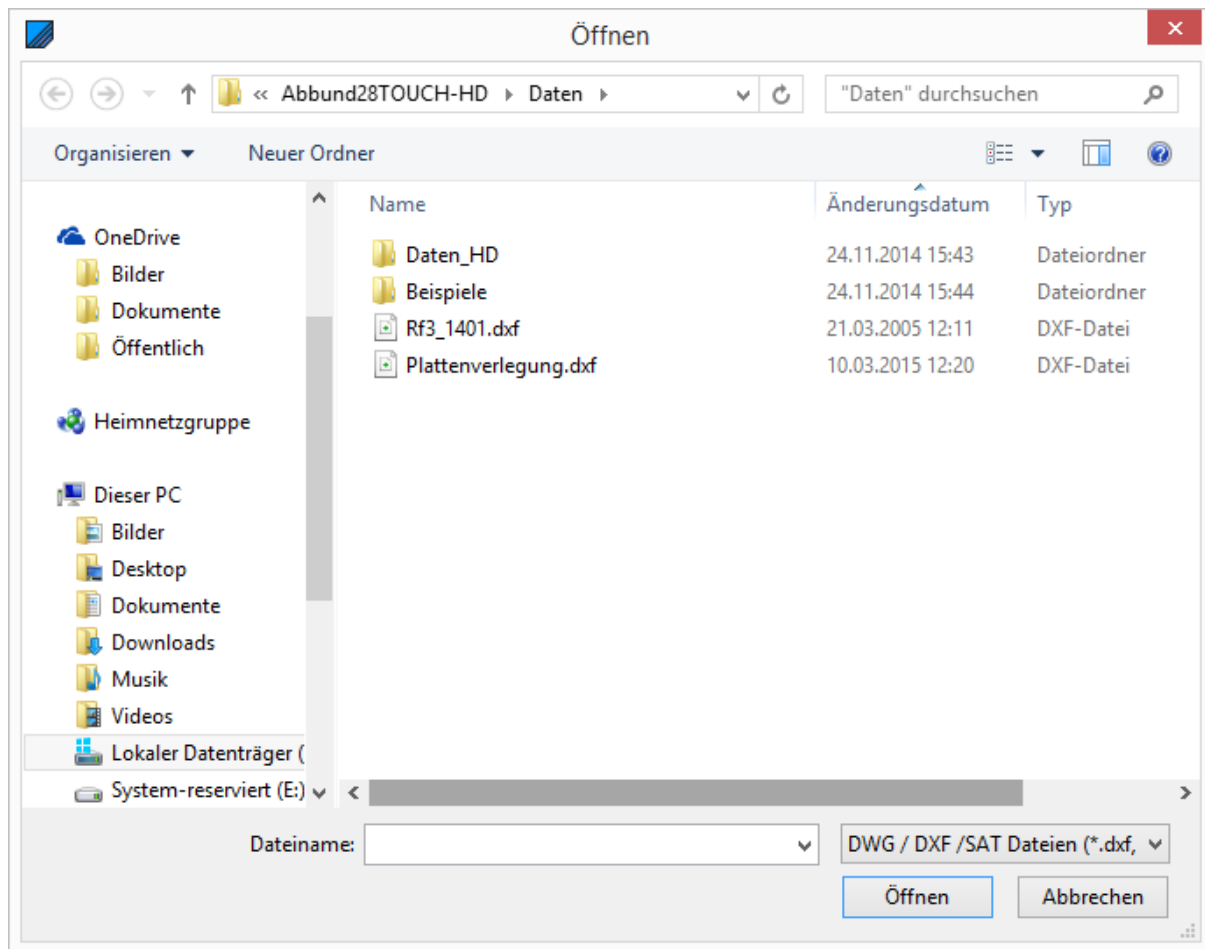 Öffnen
« Abbund28TOUCH-HD Daten "Daten" durchsuchen
Organisieren Neuer Ordner
Name Änderungsdatum Typ
OneDrive
Bilder
Dokumente
Öffentlich
Heimnetzgruppe
Dieser PC
Bilder
Desktop
Dokumente
Downloads
Musik
Videos
Lokaler Datenträger (
System-reserviert (E:)
Daten_HD 24.11.2014 15:43 Dateiordner
Beispiele 24.11.2014 15:44 Dateiordner
Rf3_1401.dxf 21.03.2005 12:11 DXF-Datei
Plattenverlegung.dxf 10.03.2015 12:20 DXF-Datei
Dateiname: DWG / DXF /SAT Dateien (*.dxf,
Öffnen Abbrechen